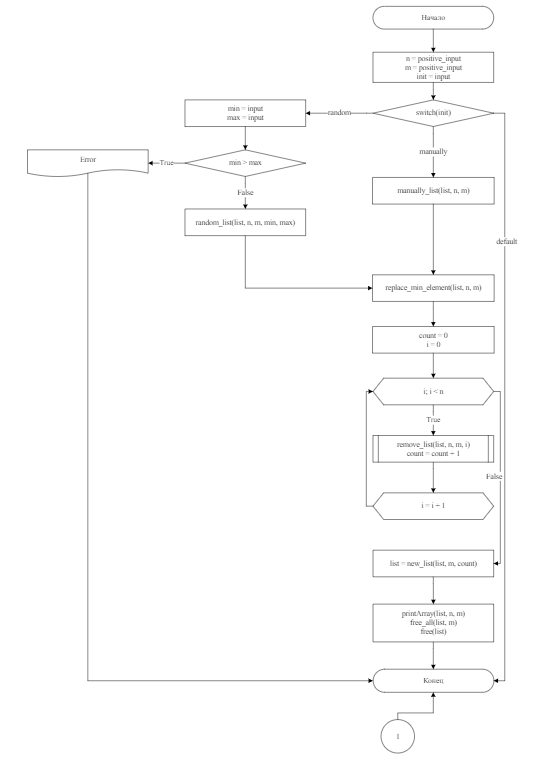 Начало
n = positive_input
m = positive_input
init = input
switch(init)
random
min = input
max = input
manually
min > max
True
Error
False
manually_list(list, n, m)
random_list(list, n, m, min, max)
default
replace_min_element(list, n, m)
count = 0
i = 0
i; i < n
True
remove_list(list, n, m, i)
count = count + 1
False
i = i + 1
list = new_list(list, m, count)
printArray(list, n, m)
free_all(list, m)
free(list)
Конец
1